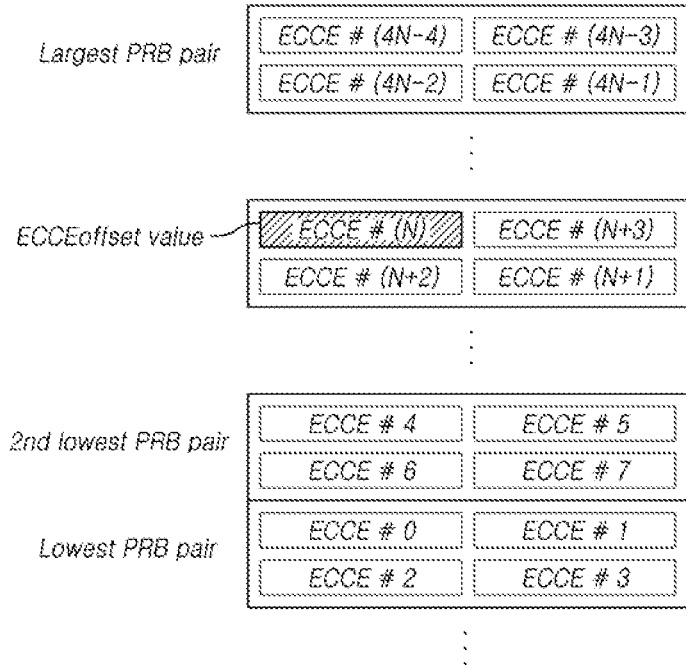 Largest PRB pair
ECCE # (4N-4) ECCE # (4N-3)
ECCE # (4N-2) ECCE # (4N-1)
ECCEoffset value
ECCE # (N) ECCE # (N+3)
ECCE # (N+2) ECCE # (N+1)
2nd lowest PRB pair
ECCE # 4 ECCE # 5
ECCE # 6 ECCE # 7
Lowest PRB pair
ECCE # 0 ECCE # 1
ECCE # 2 ECCE # 3